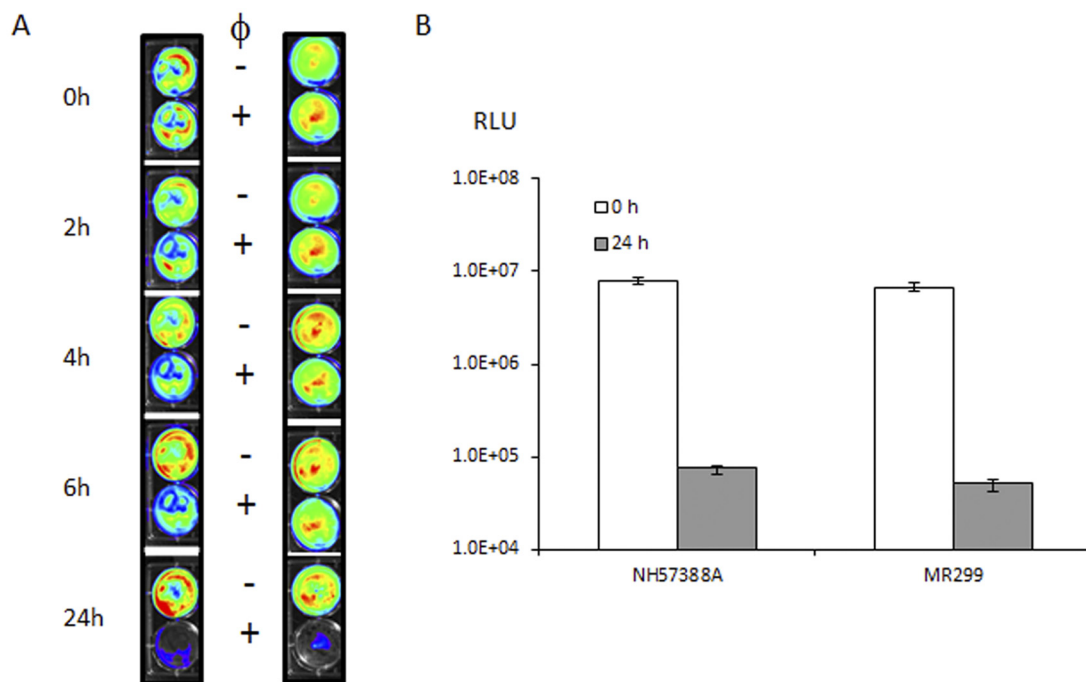 A
ϕ
0h
-
+
2h
-
+
4h
-
+
6h
-
+
24h
-
+
B
RLU
1.0E+08
1.0E+07
1.0E+06
1.0E+05
1.0E+04
0 h
24 h
NH57388A
MR299